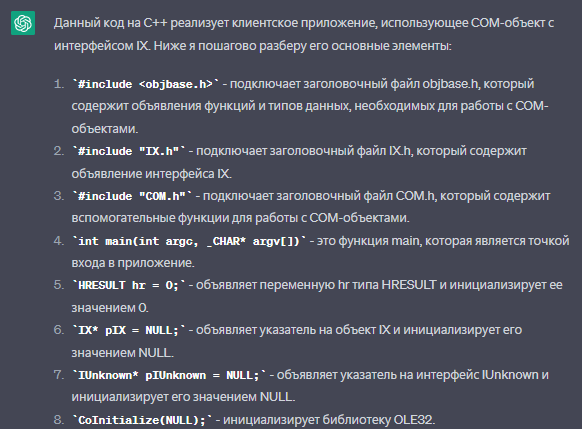 Данный код на C++ реализует клиентское приложение, использующее COM-объект с
интерфейсом IX. Ниже я пошагово разберу его основные элементы:
1. `#include <objbase.h>` - подключает заголовочный файл objbase.h, который
содержит объявления функций и типов данных, необходимых для работы с COM-
объектами.
2. `#include "IX.h"` - подключает заголовочный файл IX.h, который содержит
объявление интерфейса IX.
3. `#include "COM.h"` - подключает заголовочный файл COM.h, который содержит
вспомогательные функции для работы с COM-объектами.
4. `int main(int argc, _CHAR* argv[])` - это функция main, которая является точкой
входа в приложение.
5. `HRESULT hr = 0;` - объявляет переменную hr типа HRESULT и инициализирует ее
значением 0.
6. `IX* pIX = NULL;` - объявляет указатель на объект IX и инициализирует его
значением NULL.
7. `IUnknown* pIUnknown = NULL;` - объявляет указатель на интерфейс IUnknown и
инициализирует его значением NULL.
8. `CoInitialize(NULL);` - инициализирует библиотеку OLE32.